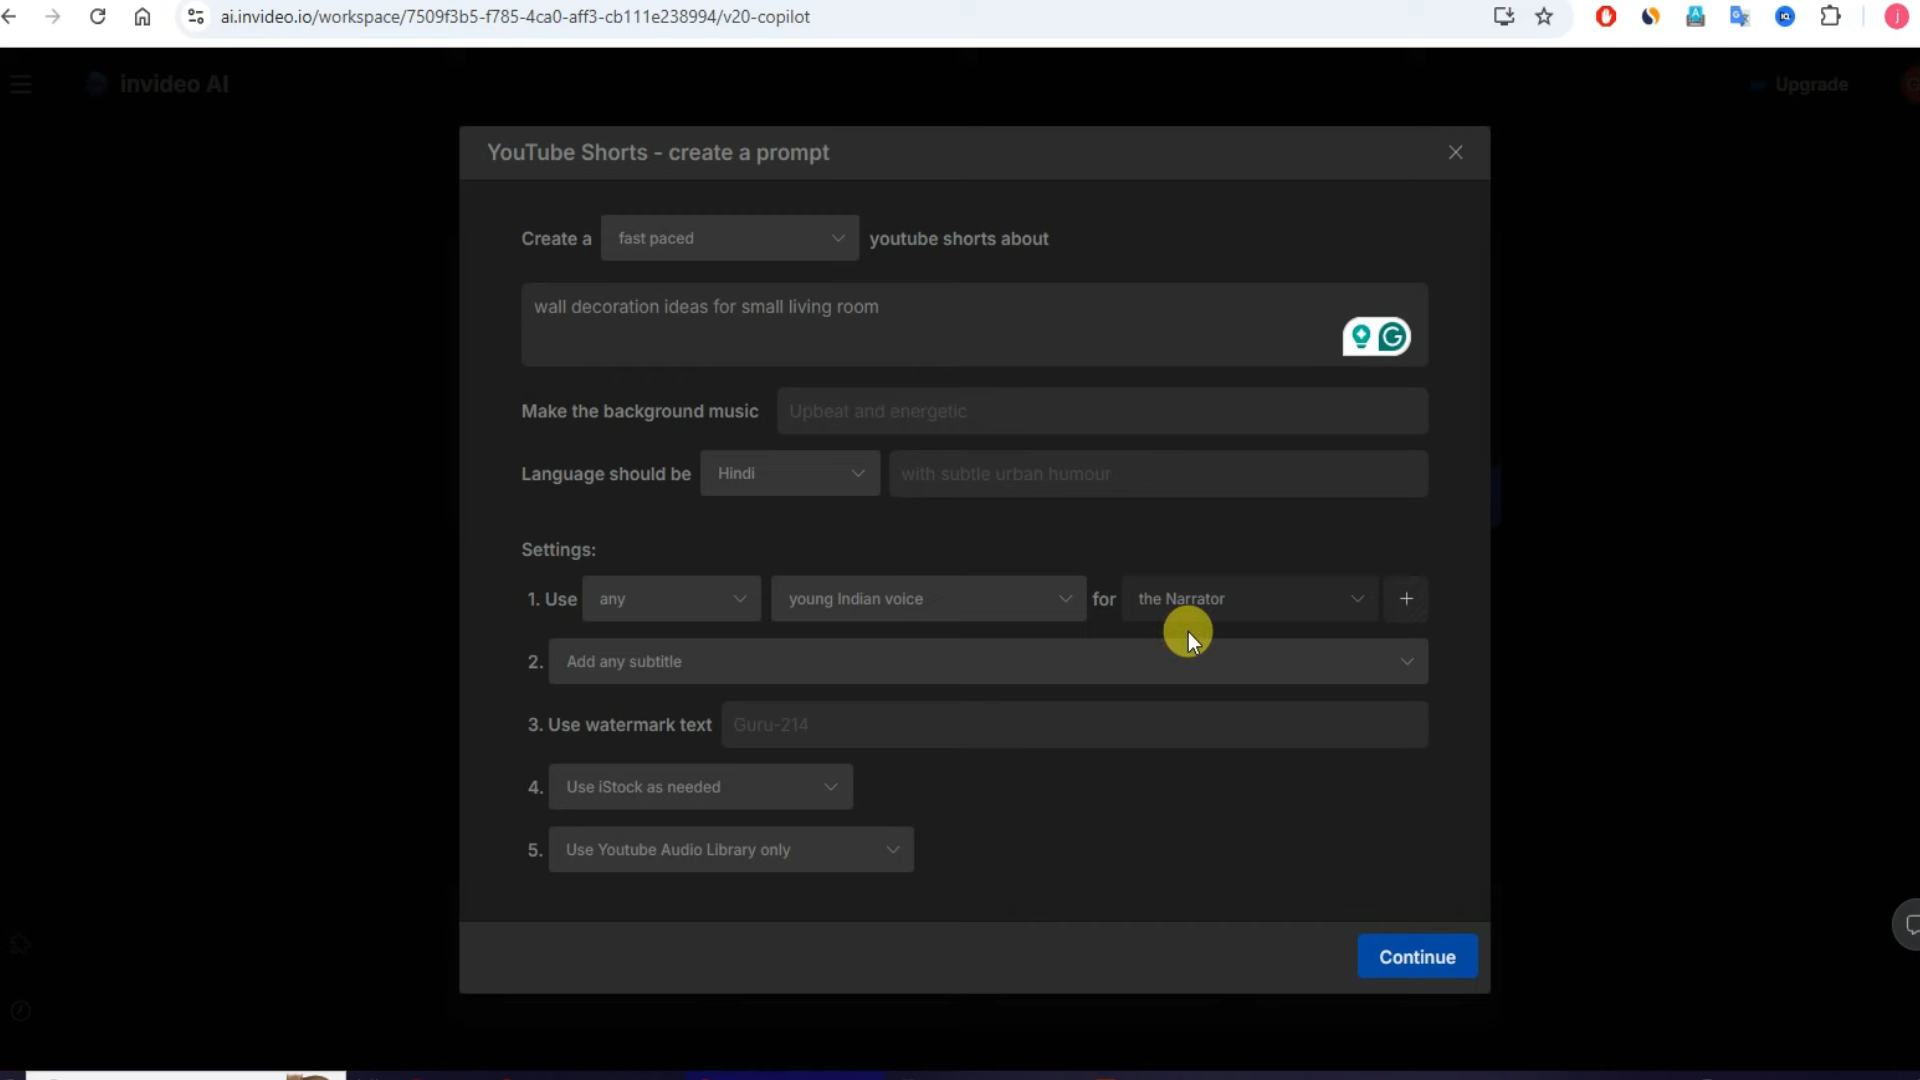 ai.invideo.io/workspace/7509f3b5-f785-4ca0-aff3-cb111e238994/v20-copilot
invideo AI
Upgrade
YouTube Shorts - create a prompt
Create a fast paced youtube shorts about
wall decoration ideas for small living room
Make the background music Upbeat and energetic
Language should be Hindi with subtle urban humour
Settings:
1. Use any young Indian voice for the Narrator +
2. Add any subtitle
3. Use watermark text Guru-214
4. Use iStock as needed
5. Use Youtube Audio Library only
Continue